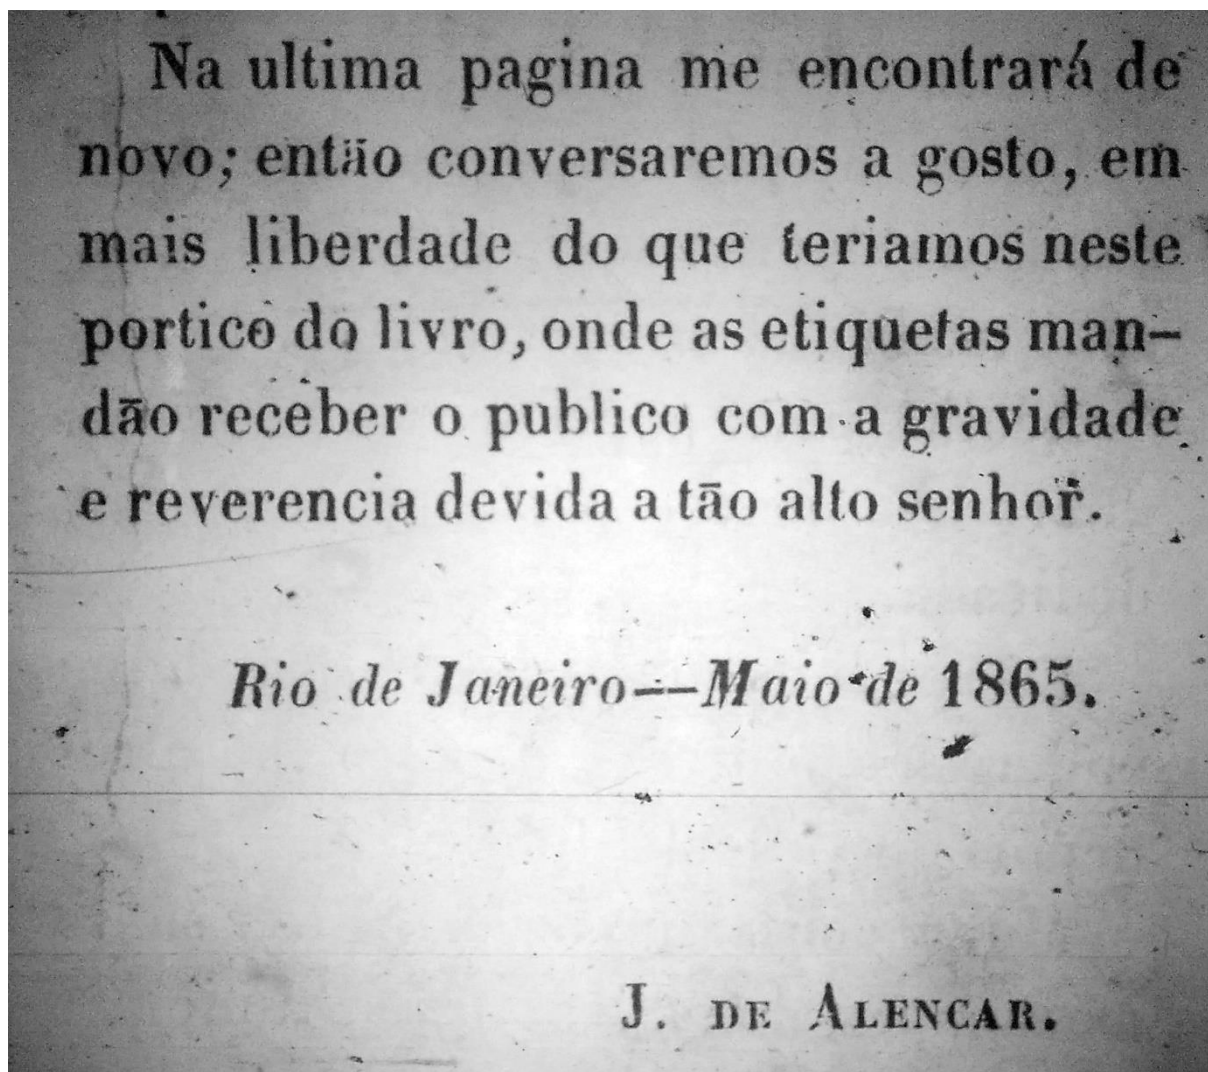 Na ultima pagina me encontrará de
novo; então conversaremos a gosto, em
mais liberdade do que teriamos neste
portico do livro, onde as etiquetas man-
dão receber o publico com a gravidade
e reverencia devida a tão alto senhor.
Rio de Janeiro—Maio de 1865.
J. DE ALENCAR.